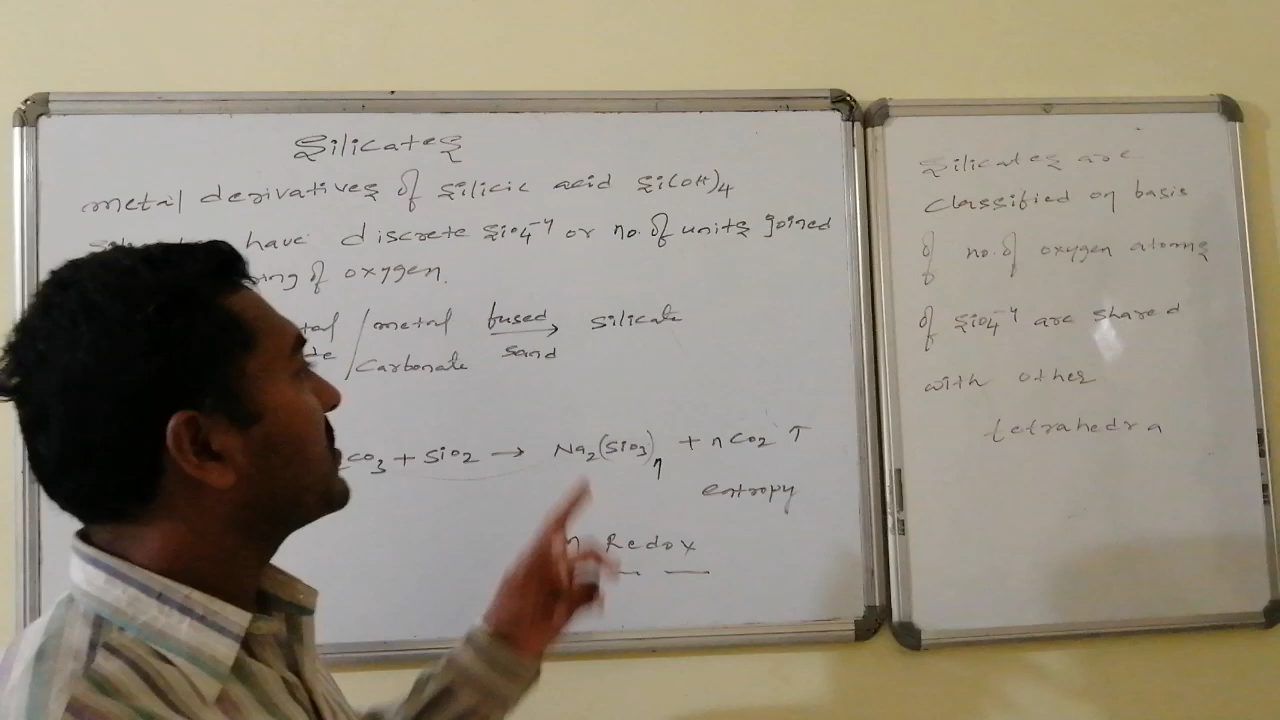 Silicates
metal derivatives of silicic acid Si(OH)4
have discrete SiO4^-4 or no. of units joined
of oxygen.
metal fused → silicate
Carbonate sand
CO3 + SiO2 → Na2(SiO3)n + nCO2 ↑
entropy
Redox
Silicates are
classified on basis
of no. of oxygen atoms
of SiO4^-4 are shared
with other
tetrahedra